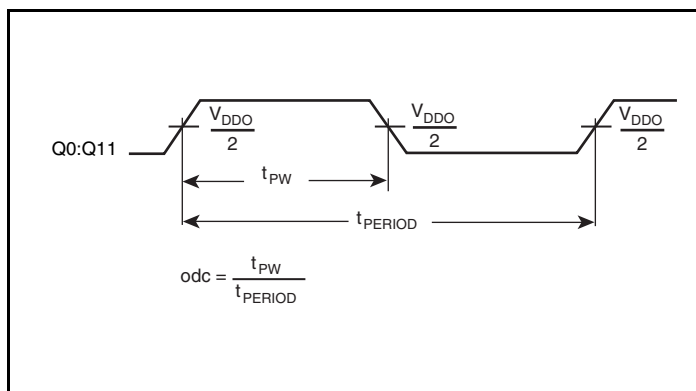 V_DDO
2
V_DDO
2
V_DDO
2
Q0:Q11
t_PW
t_PERIOD
odc = t_PW
t_PERIOD